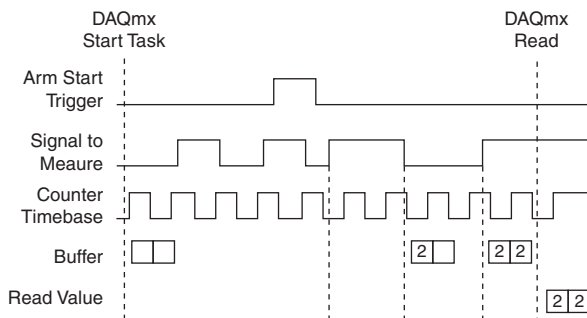 DAQmx
Start Task
DAQmx
Read
Arm Start
Trigger
Signal to
Meaure
Counter
Timebase
Buffer
2
2 2
Read Value
2 2